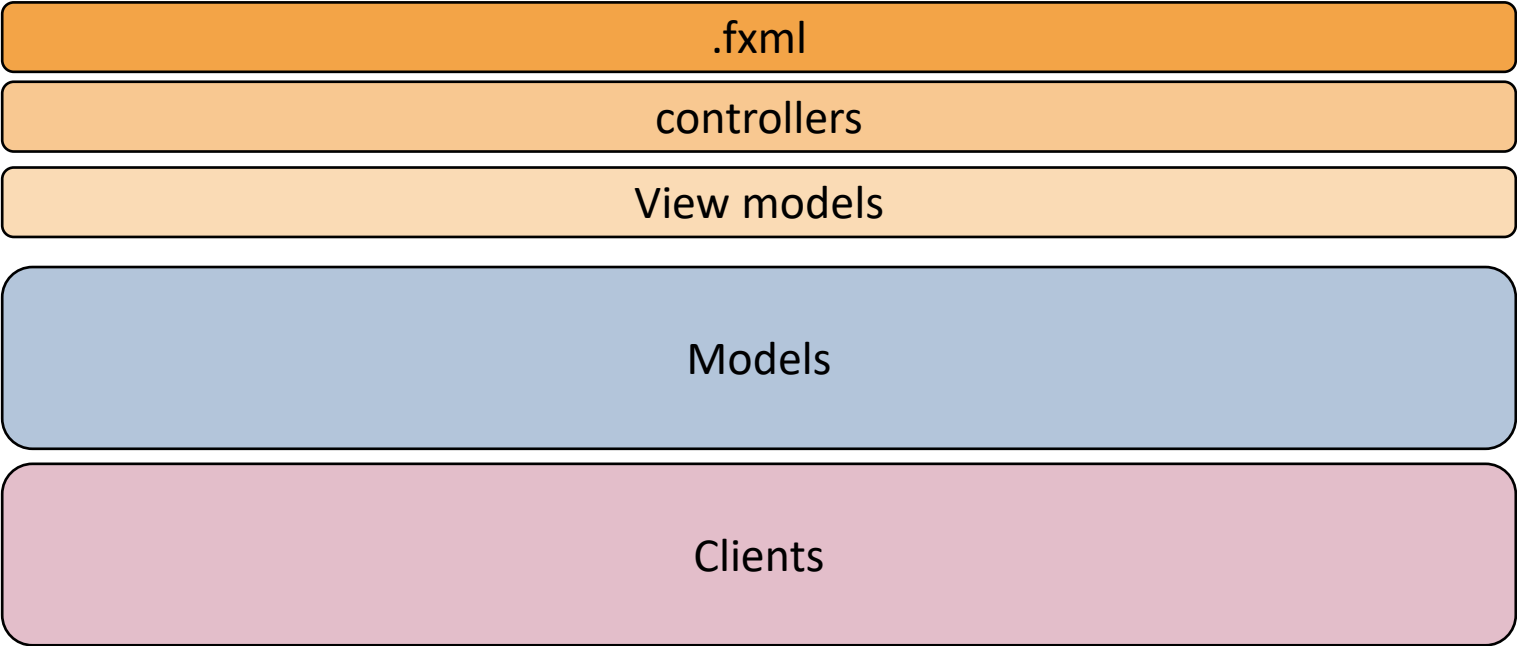 .fxml
controllers
View models
Models
Clients